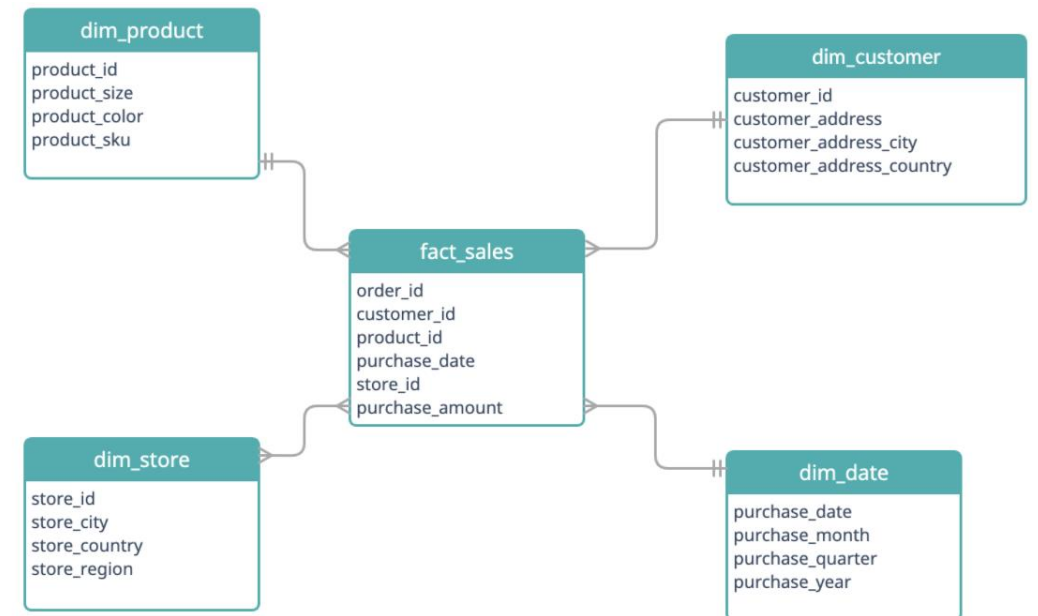 dim_product
product_id
product_size
product_color
product_sku
dim_customer
customer_id
customer_address
customer_address_city
customer_address_country
fact_sales
order_id
customer_id
product_id
purchase_date
store_id
purchase_amount
dim_store
store_id
store_city
store_country
store_region
dim_date
purchase_date
purchase_month
purchase_quarter
purchase_year